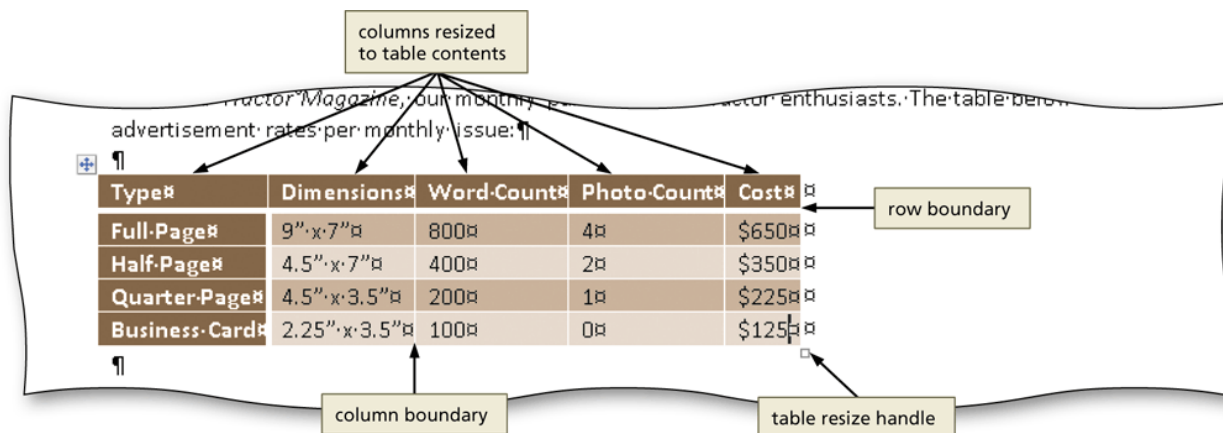 columns resized
to table contents
Tractor Magazine, our monthly enthusiasts. The table below
advertisement rates per monthly issue:¶
¶
Type¤ Dimensions¤ Word·Count¤ Photo·Count¤ Cost¤ ¤
row boundary
Full·Page¤ 9”·x·7”¤ 800¤ 4¤ $650¤ ¤
Half·Page¤ 4.5”·x·7”¤ 400¤ 2¤ $350¤ ¤
Quarter·Page¤ 4.5”·x·3.5”¤ 200¤ 1¤ $225¤ ¤
Business·Card¤ 2.25”·x·3.5”¤ 100¤ 0¤ $125¤ ¤
¶
column boundary
table resize handle